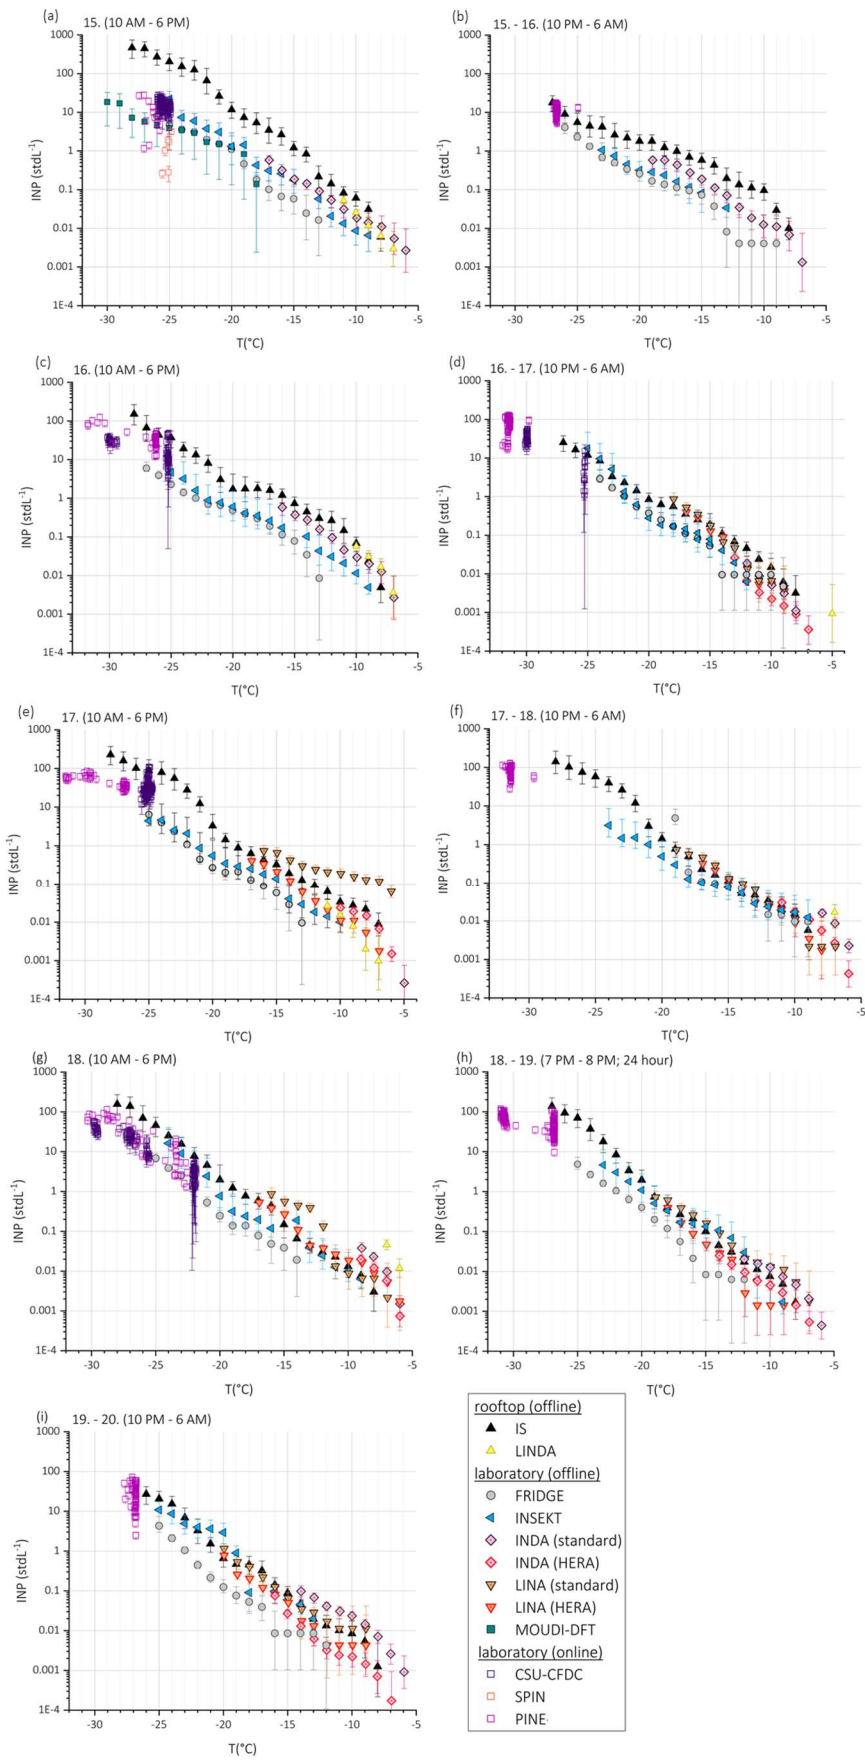 (a) 15. (10 AM - 6 PM)
1000
100
10
1
0.1
0.01
0.001
1E-4
INP (stdL⁻¹)
-30 -25 -20 -15 -10 -5
T(°C)
(b) 15. - 16. (10 PM - 6 AM)
1000
100
10
1
0.1
0.01
0.001
1E-4
INP (stdL⁻¹)
-30 -25 -20 -15 -10 -5
T(°C)
(c) 16. (10 AM - 6 PM)
1000
100
10
1
0.1
0.01
0.001
1E-4
INP (stdL⁻¹)
-30 -25 -20 -15 -10 -5
T(°C)
(d) 16. - 17. (10 PM - 6 AM)
1000
100
10
1
0.1
0.01
0.001
1E-4
INP (stdL⁻¹)
-30 -25 -20 -15 -10 -5
T(°C)
(e) 17. (10 AM - 6 PM)
1000
100
10
1
0.1
0.01
0.001
1E-4
INP (stdL⁻¹)
-30 -25 -20 -15 -10 -5
T(°C)
(f) 17. - 18. (10 PM - 6 AM)
1000
100
10
1
0.1
0.01
0.001
1E-4
INP (stdL⁻¹)
-30 -25 -20 -15 -10 -5
T(°C)
(g) 18. (10 AM - 6 PM)
1000
100
10
1
0.1
0.01
0.001
1E-4
INP (stdL⁻¹)
-30 -25 -20 -15 -10 -5
T(°C)
(h) 18. - 19. (7 PM - 8 PM; 24 hour)
1000
100
10
1
0.1
0.01
0.001
1E-4
INP (stdL⁻¹)
-30 -25 -20 -15 -10 -5
T(°C)
(i) 19. - 20. (10 PM - 6 AM)
1000
100
10
1
0.1
0.01
0.001
1E-4
INP (stdL⁻¹)
-30 -25 -20 -15 -10 -5
T(°C)
rooftop (offline)
IS
LINDA
laboratory (offline)
FRIDGE
INSEKT
INDA (standard)
INDA (HERA)
LINA (standard)
LINA (HERA)
MOUDI-DFT
laboratory (online)
CSU-CFDC
SPIN
PINE